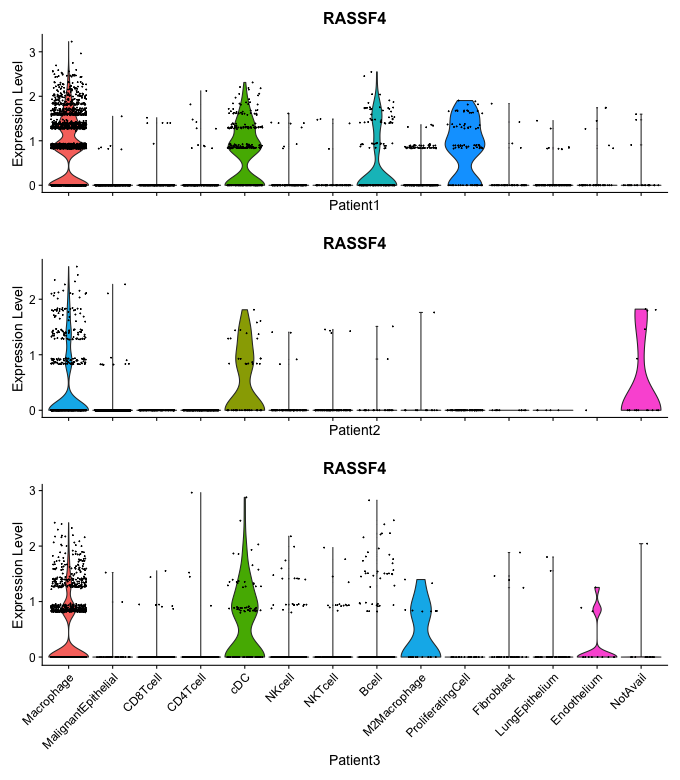 RASSF4
Expression Level
3
2
1
0
Patient1
RASSF4
Expression Level
2
1
0
Patient2
RASSF4
Expression Level
3
2
1
0
Macrophage
MalignantEpithelial
CD8Tcell
CD4Tcell
cDC
NKcell
NKTcell
Bcell
M2Macrophage
ProliferatingCell
Fibroblast
LungEpithelium
Endothelium
NotAvail
Patient3